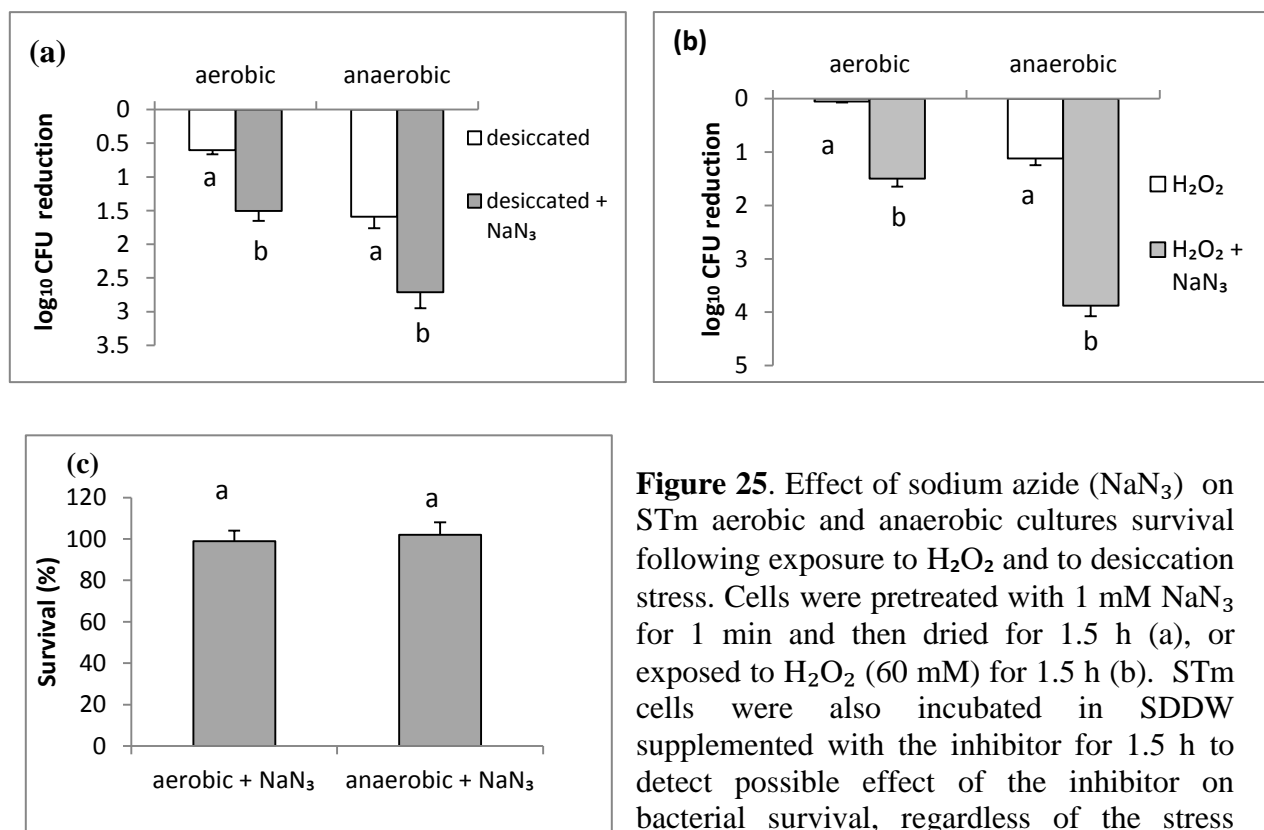 (a)
aerobic anaerobic
0
0.5
1
1.5
2
2.5
3
3.5
log₁₀ CFU reduction
a
b
a
b
desiccated
desiccated +
NaN₃
(b)
aerobic anaerobic
0
1
2
3
4
5
log₁₀ CFU reduction
a
b
a
b
H₂O₂
H₂O₂ +
NaN₃
(c)
120
100
80
60
40
20
0
Survival (%)
a
a
aerobic + NaN₃ anaerobic + NaN₃
Figure 25. Effect of sodium azide (NaN₃) on
STm aerobic and anaerobic cultures survival
following exposure to H₂O₂ and to desiccation
stress. Cells were pretreated with 1 mM NaN₃
for 1 min and then dried for 1.5 h (a), or
exposed to H₂O₂ (60 mM) for 1.5 h (b). STm
cells were also incubated in SDDW
supplemented with the inhibitor for 1.5 h to
detect possible effect of the inhibitor on
bacterial survival, regardless of the stress